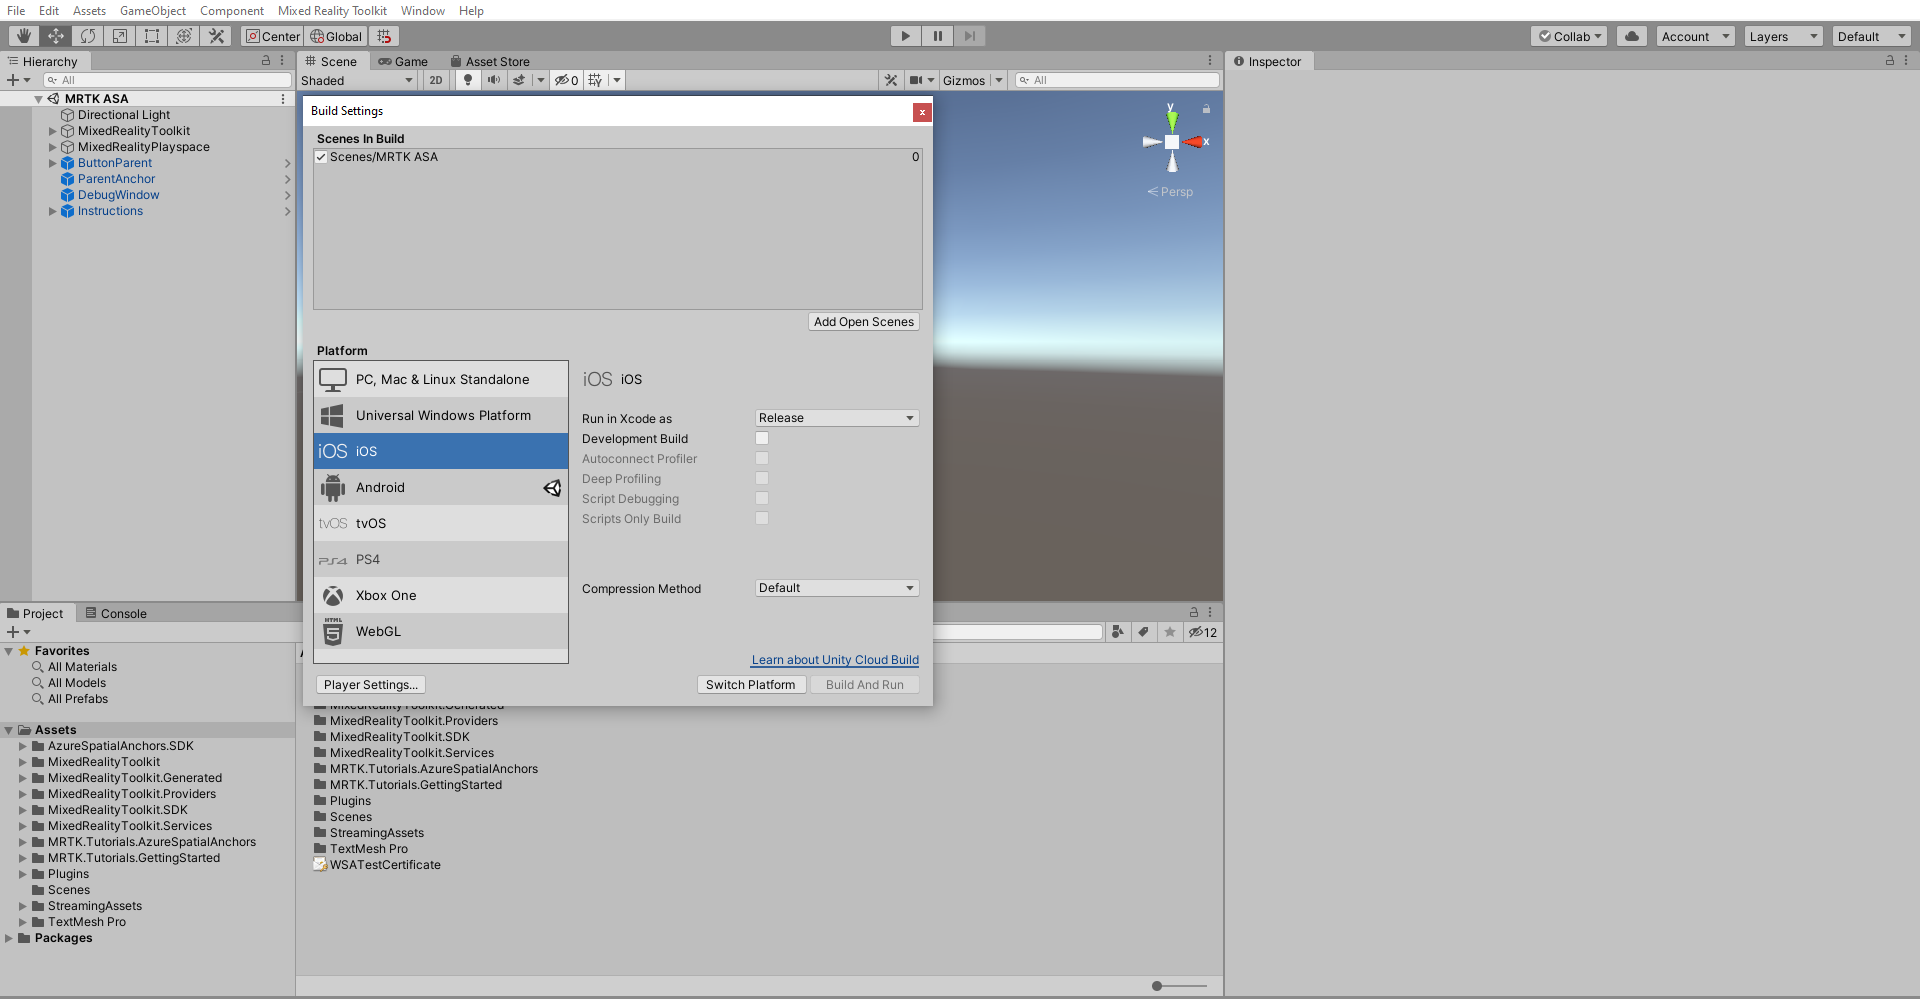 File Edit Assets GameObject Component Mixed Reality Toolkit Window Help
Center Global Collab Account Layers Default
Hierarchy
All
MRTK ASA
Directional Light
MixedRealityToolkit
MixedRealityPlayspace
ButtonParent
ParentAnchor
DebugWindow
Instructions
Scene Game Asset Store
Shaded 2D 0 Gizmos All
y
x
Persp
Inspector
Build Settings
x
Scenes In Build
Scenes/MRTK ASA 0
Add Open Scenes
Platform
PC, Mac & Linux Standalone
Universal Windows Platform
iOS iOS
Android
tvOS tvOS
PS4 PS4
Xbox One
HTML 5 WebGL
iOS iOS
Run in Xcode as Release
Development Build
Autoconnect Profiler
Deep Profiling
Script Debugging
Scripts Only Build
Compression Method Default
Learn about Unity Cloud Build
Player Settings... Switch Platform Build And Run
Project Console
12
Favorites
All Materials
All Models
All Prefabs
Assets
AzureSpatialAnchors.SDK
MixedRealityToolkit
MixedRealityToolkit.Generated
MixedRealityToolkit.Providers
MixedRealityToolkit.SDK
MixedRealityToolkit.Services
MRTK.Tutorials.AzureSpatialAnchors
MRTK.Tutorials.GettingStarted
Plugins
Scenes
StreamingAssets
TextMesh Pro
Packages
MixedRealityToolkit.Generated
MixedRealityToolkit.Providers
MixedRealityToolkit.SDK
MixedRealityToolkit.Services
MRTK.Tutorials.AzureSpatialAnchors
MRTK.Tutorials.GettingStarted
Plugins
Scenes
StreamingAssets
TextMesh Pro
WSATestCertificate